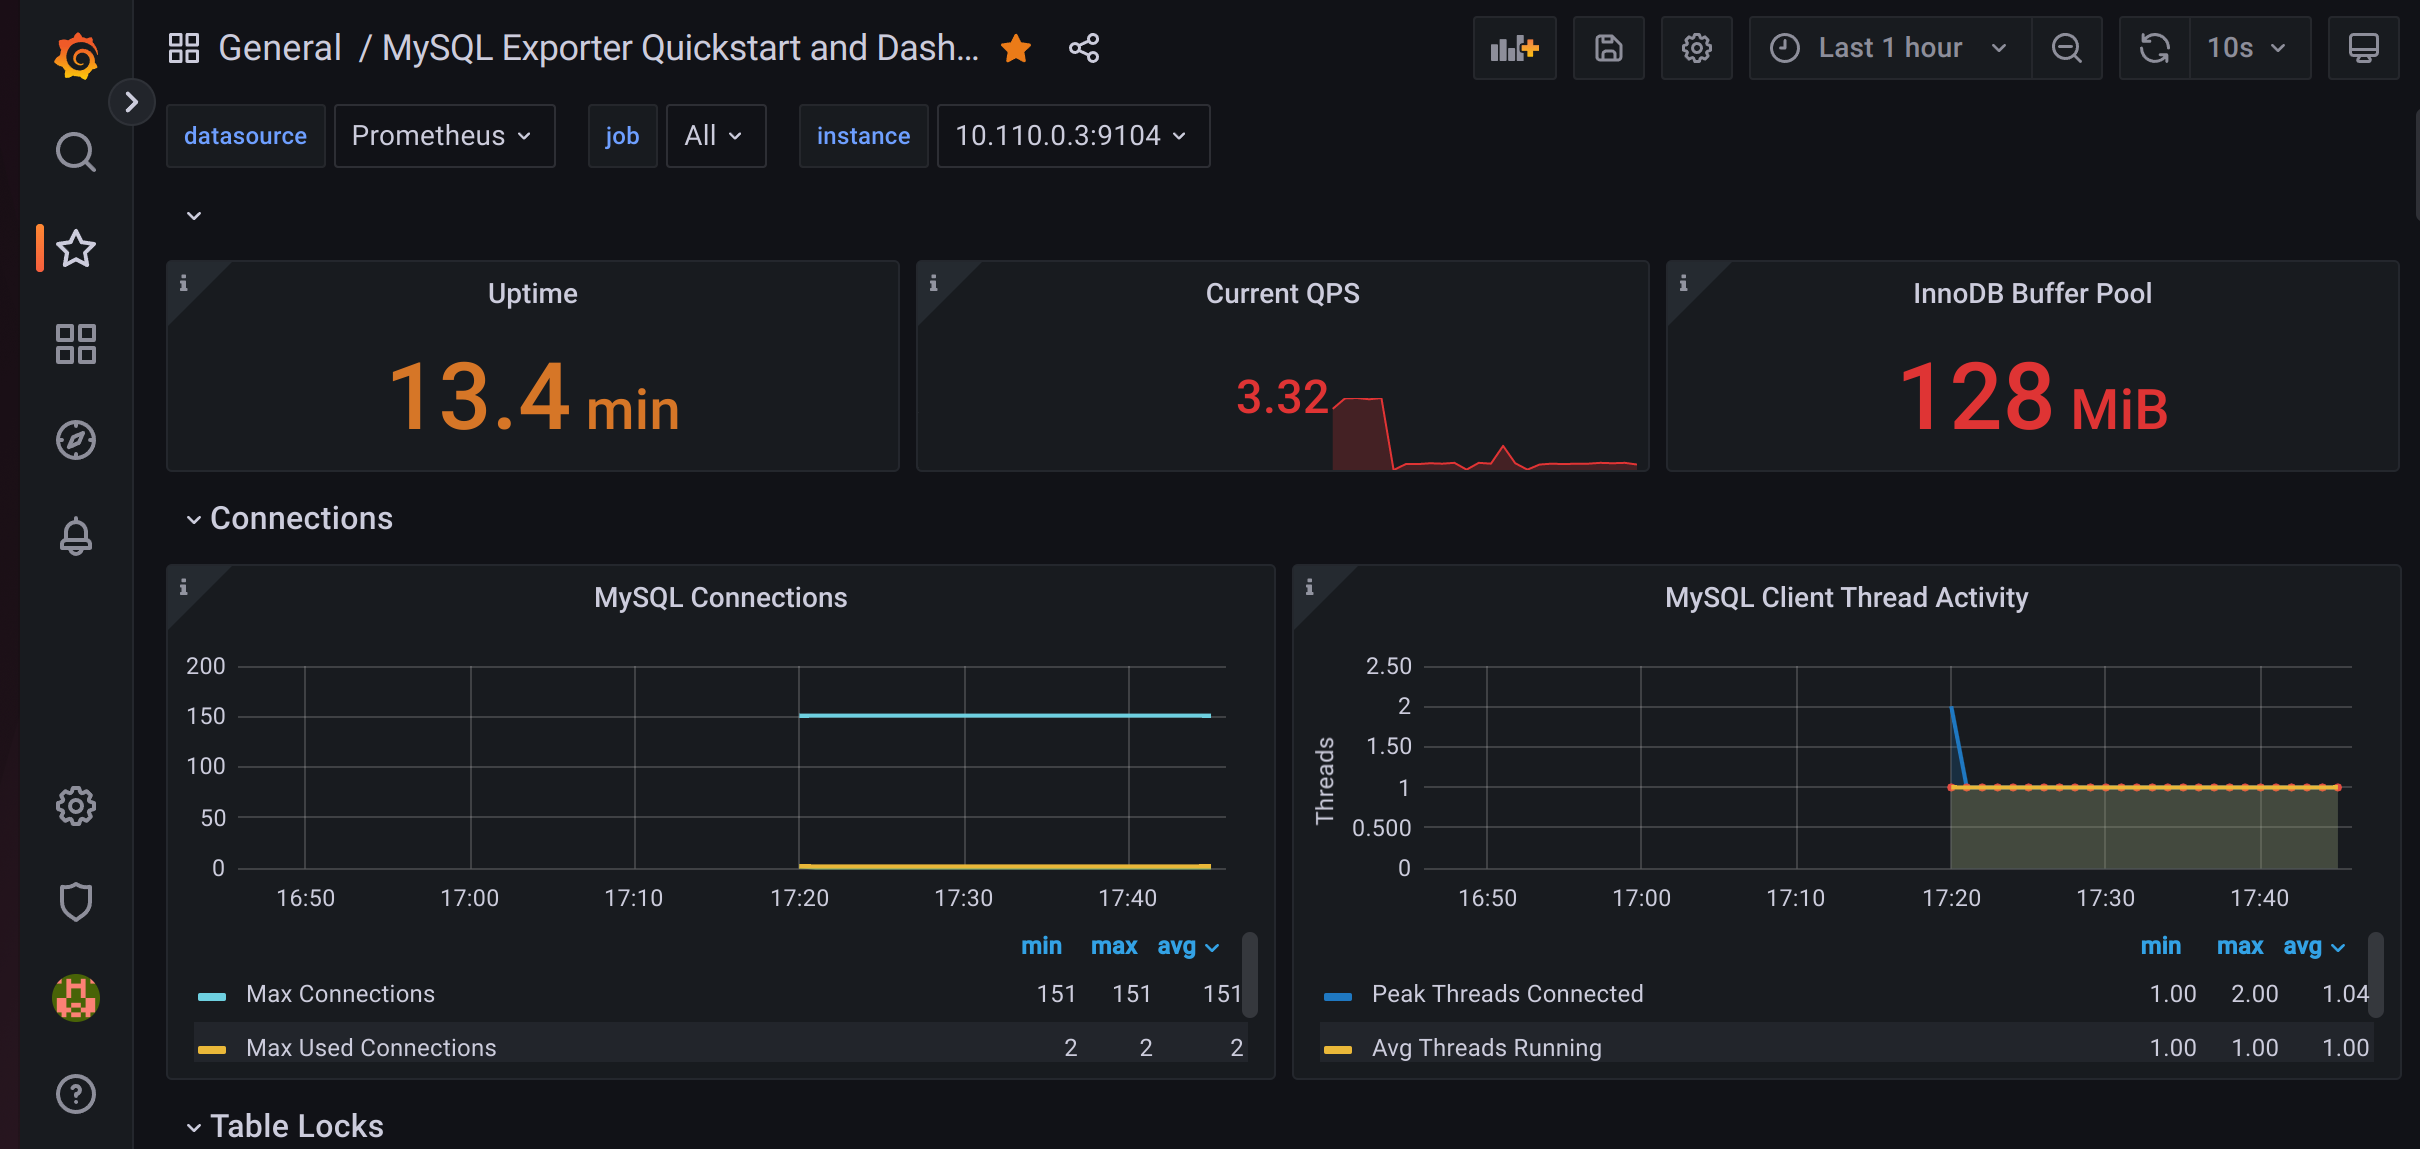 General / MySQL Exporter Quickstart and Dash...
Last 1 hour
10s
datasource Prometheus job All instance 10.110.0.3:9104
Uptime
13.4 min
Current QPS
3.32
InnoDB Buffer Pool
128 MiB
Connections
MySQL Connections
200
150
100
50
0
16:50 17:00 17:10 17:20 17:30 17:40
min max avg
Max Connections 151 151 151
Max Used Connections 2 2 2
MySQL Client Thread Activity
Threads
2.50
2
1.50
1
0.500
0
16:50 17:00 17:10 17:20 17:30 17:40
min max avg
Peak Threads Connected 1.00 2.00 1.04
Avg Threads Running 1.00 1.00 1.00
Table Locks